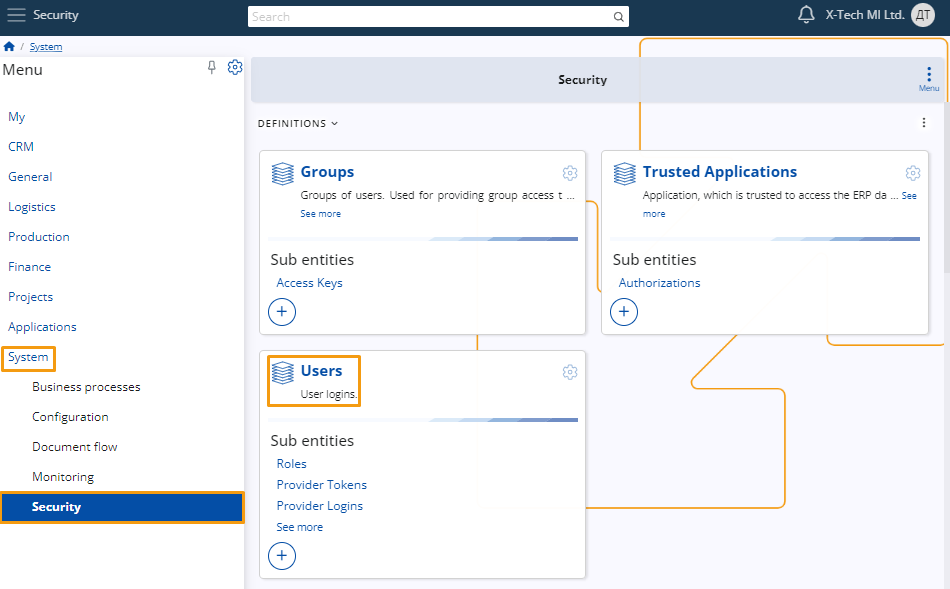 Security
Search
X-Tech MI Ltd.
ДТ
/ System
Menu
My
CRM
General
Logistics
Production
Finance
Projects
Applications
System
Business processes
Configuration
Document flow
Monitoring
Security
Security
Menu
DEFINITIONS
Groups
Groups of users. Used for providing group access t ...
See more
Sub entities
Access Keys
+
Trusted Applications
Application, which is trusted to access the ERP da ... See
more
Sub entities
Authorizations
+
Users
User logins.
Sub entities
Roles
Provider Tokens
Provider Logins
See more
+